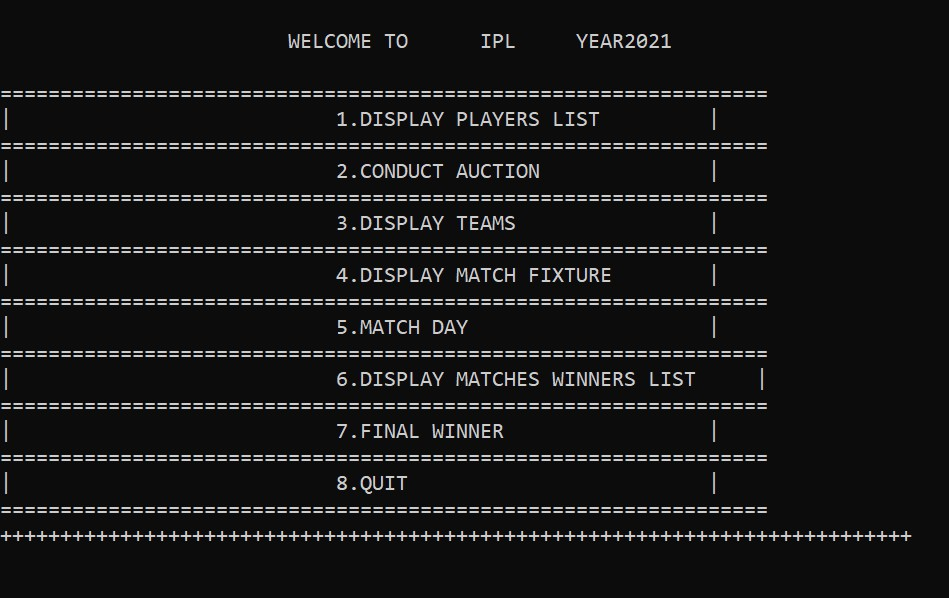 WELCOME TO      IPL     YEAR2021
================================================================
|                           1.DISPLAY PLAYERS LIST         |
================================================================
|                           2.CONDUCT AUCTION              |
================================================================
|                           3.DISPLAY TEAMS                |
================================================================
|                           4.DISPLAY MATCH FIXTURE        |
================================================================
|                           5.MATCH DAY                    |
================================================================
|                           6.DISPLAY MATCHES WINNERS LIST     |
================================================================
|                           7.FINAL WINNER                 |
================================================================
|                           8.QUIT                         |
================================================================
++++++++++++++++++++++++++++++++++++++++++++++++++++++++++++++++++++++++++++